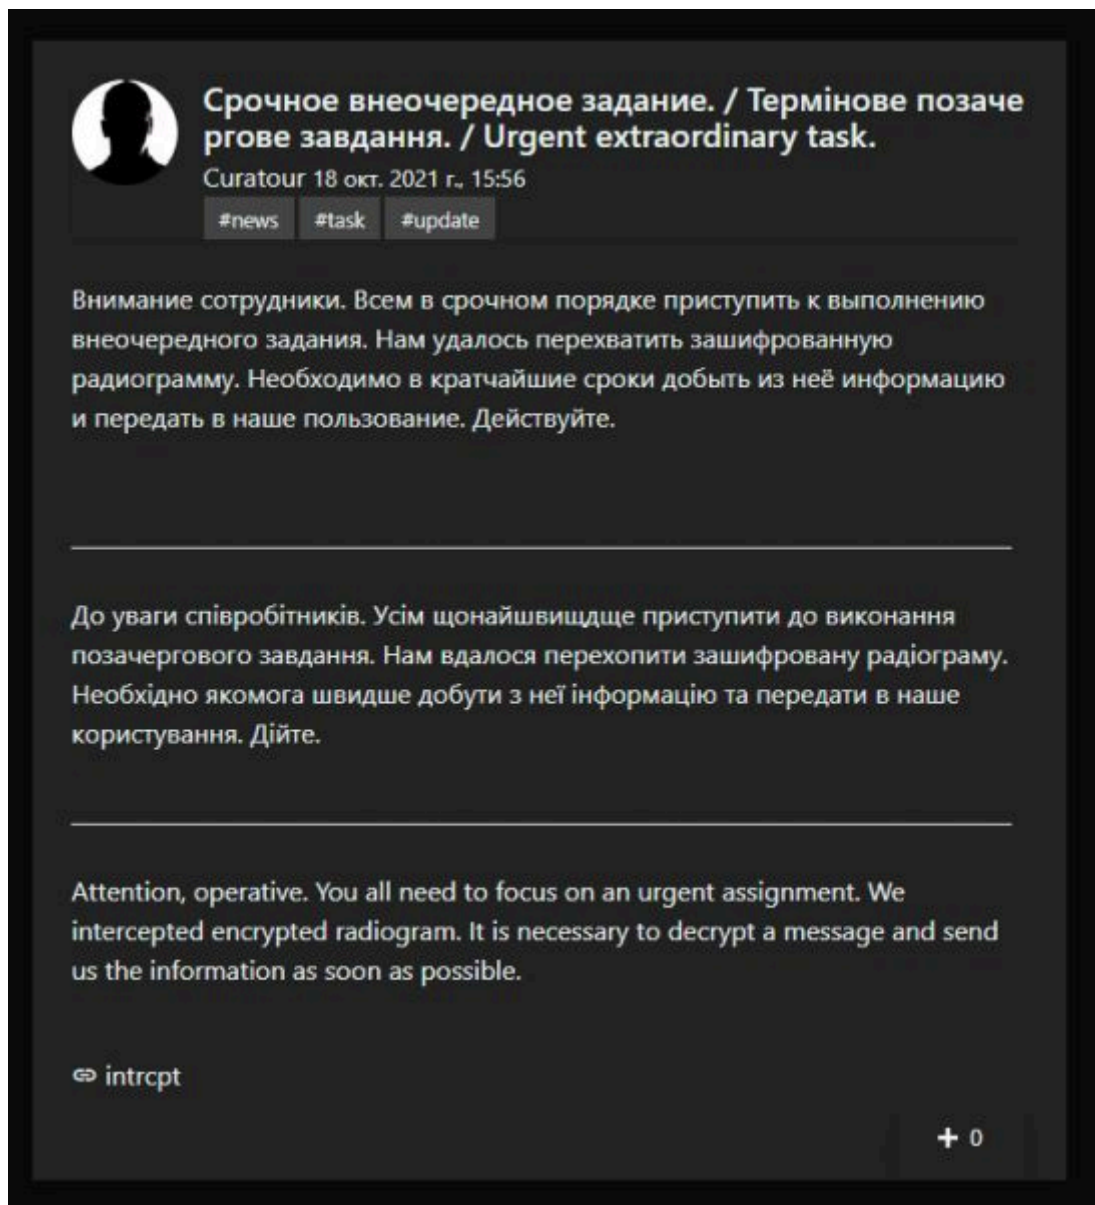 Срочное внеочередное задание. / Термінове позаче
ргове завдання. / Urgent extraordinary task.
Curatour 18 окт. 2021 г., 15:56
#news #task #update
Внимание сотрудники. Всем в срочном порядке приступить к выполнению
внеочередного задания. Нам удалось перехватить зашифрованную
радиограмму. Необходимо в кратчайшие сроки добыть из неё информацию
и передать в наше пользование. Действуйте.
До уваги співробітників. Усім щонайшвищдще приступити до виконання
позачергового завдання. Нам вдалося перехопити зашифровану радіограму.
Необхідно якомога швидше добути з неї інформацію та передати в наше
користування. Дійте.
Attention, operative. You all need to focus on an urgent assignment. We
intercepted encrypted radiogram. It is necessary to decrypt a message and send
us the information as soon as possible.
intrcpt
+ 0